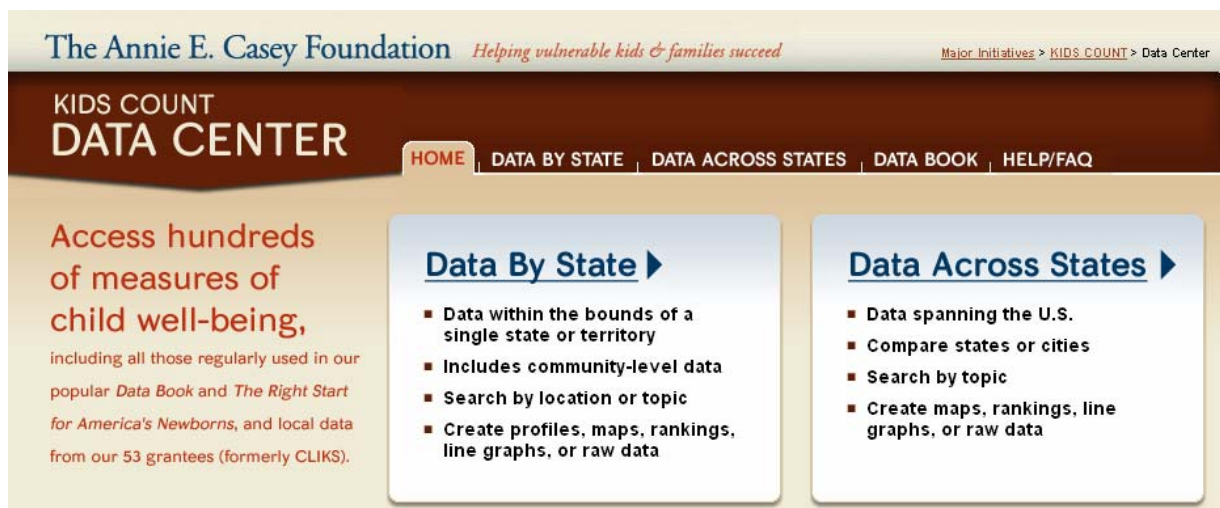 The Annie E. Casey Foundation Helping vulnerable kids & families succeed
Major Initiatives > KIDS COUNT > Data Center
KIDS COUNT
DATA CENTER
HOME DATA BY STATE DATA ACROSS STATES DATA BOOK HELP/FAQ
Access hundreds
of measures of
child well-being,
including all those regularly used in our
popular Data Book and The Right Start
for America's Newborns, and local data
from our 53 grantees (formerly CLIKS).
Data By State
Data within the bounds of a
single state or territory
Includes community-level data
Search by location or topic
Create profiles, maps, rankings,
line graphs, or raw data
Data Across States
Data spanning the U.S.
Compare states or cities
Search by topic
Create maps, rankings, line
graphs, or raw data